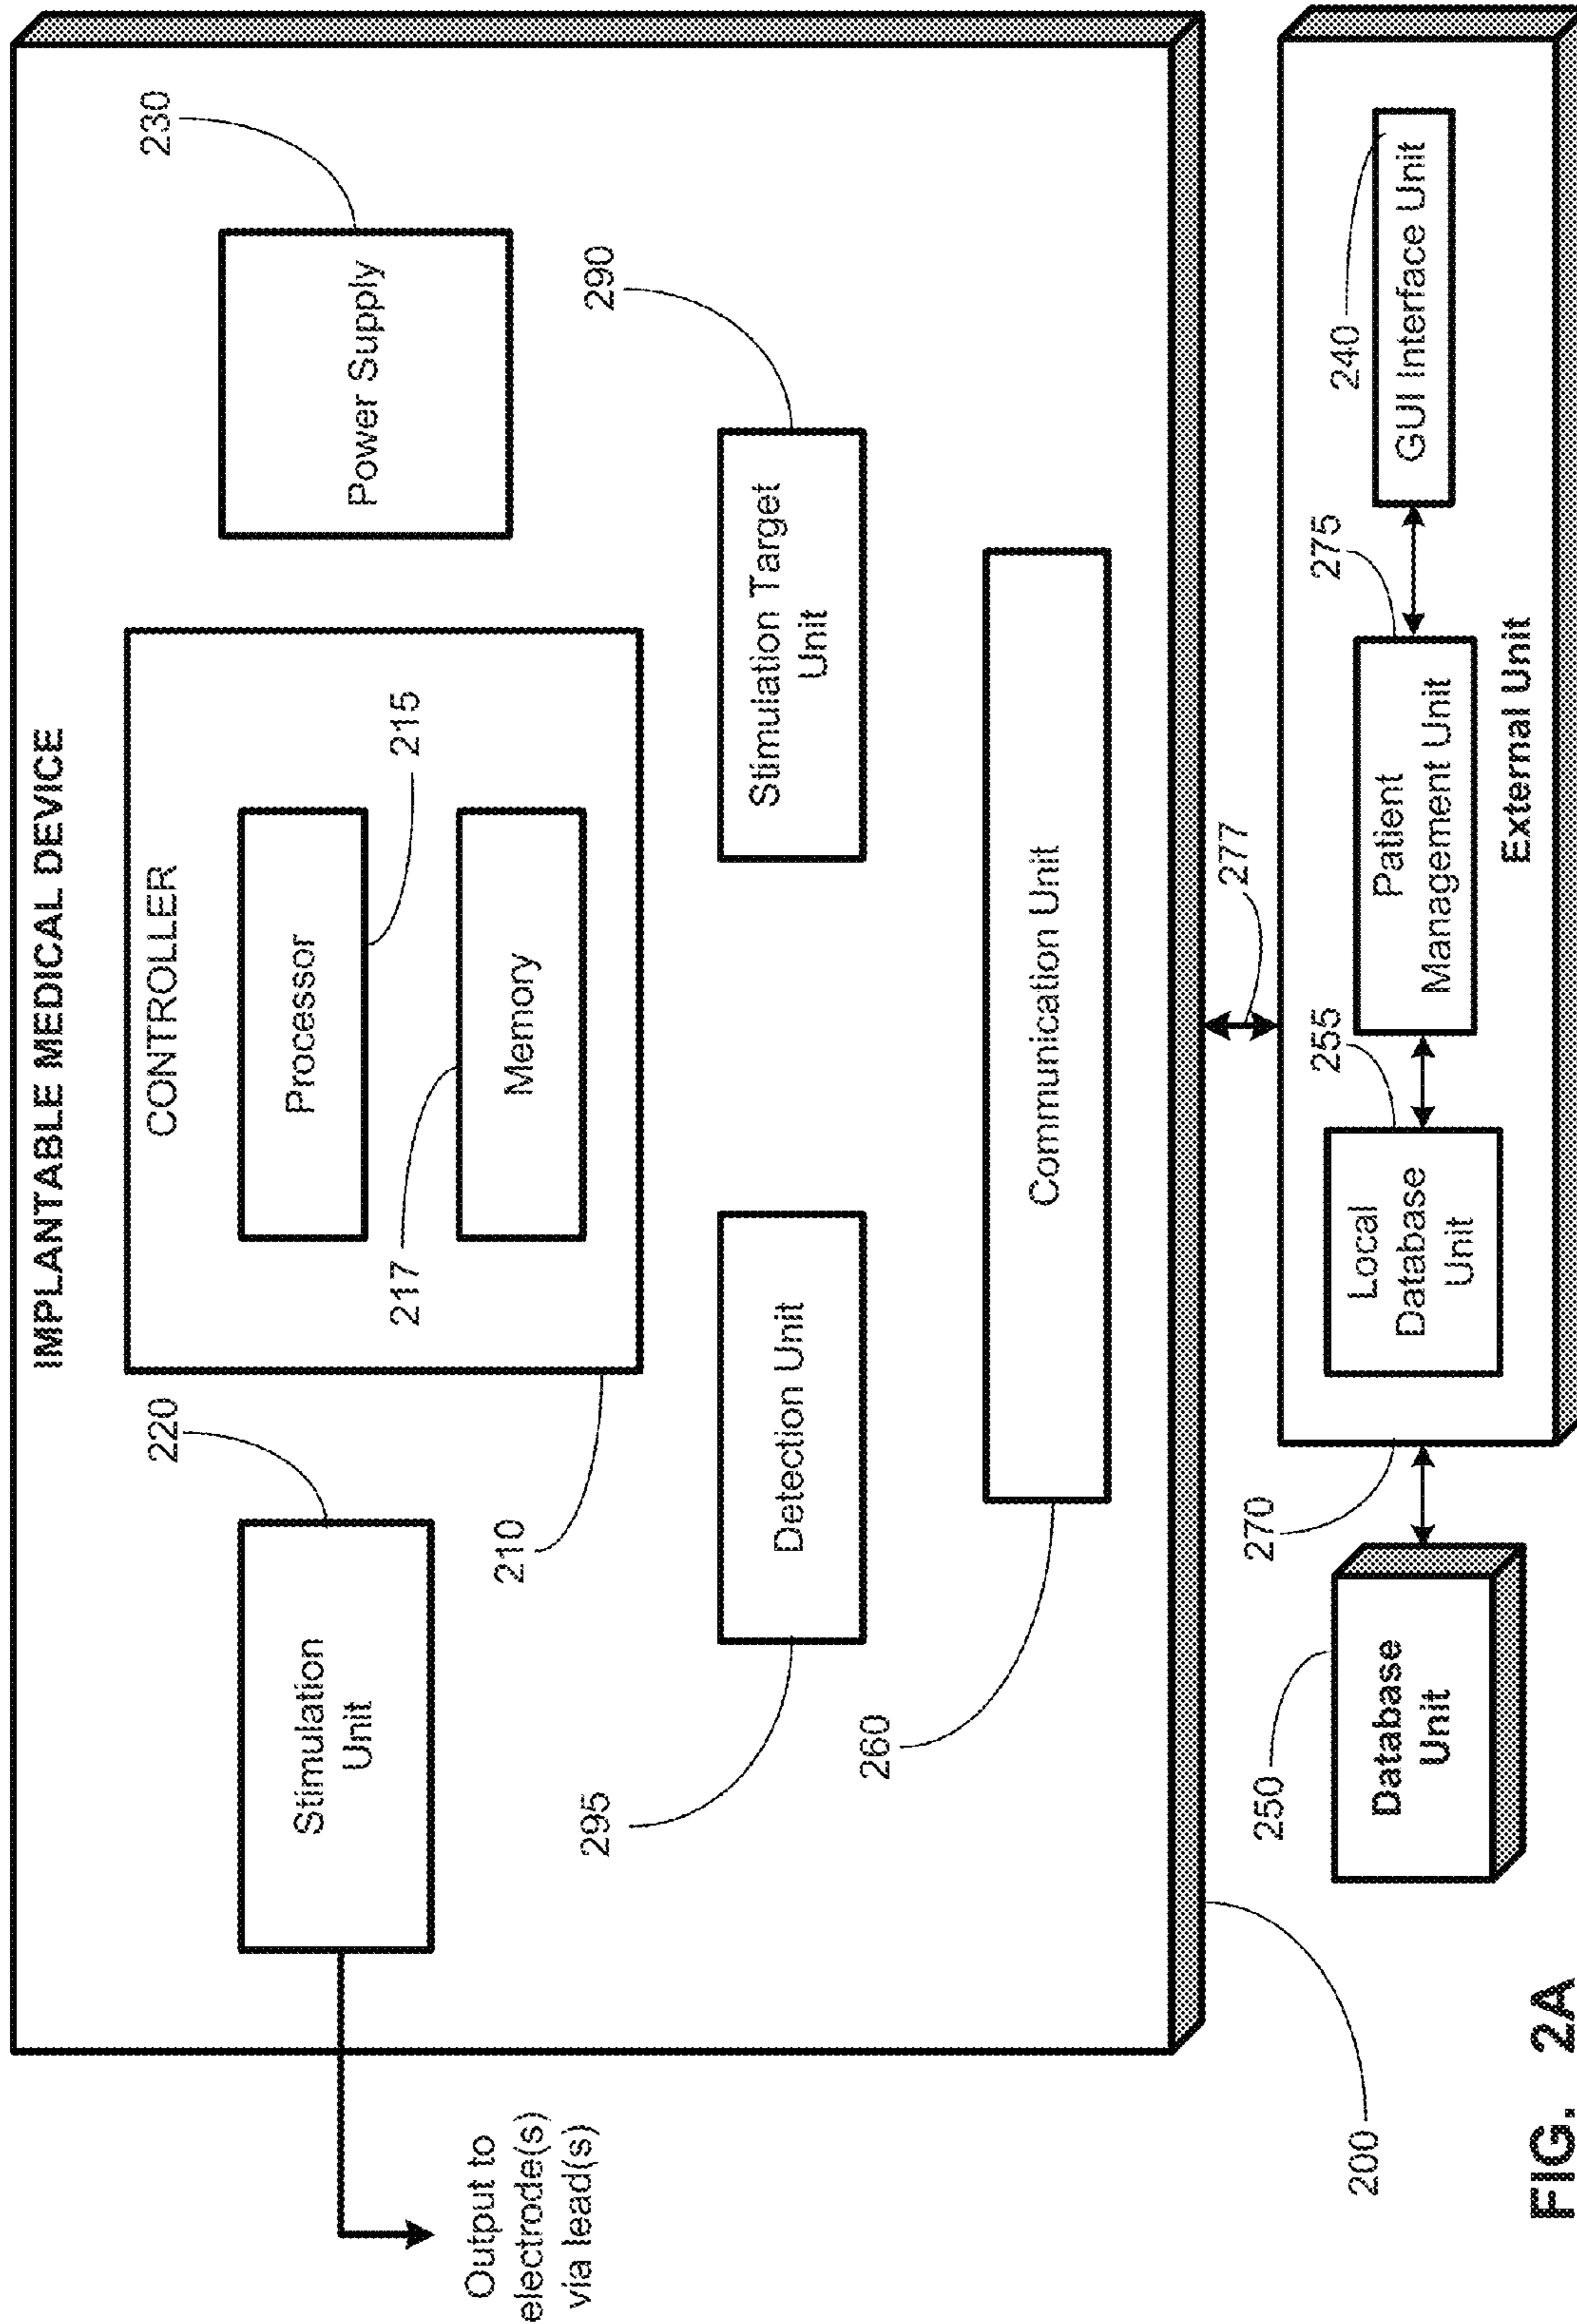 IMPLANTABLE MEDICAL DEVICE
220
Stimulation
Unit
CONTROLLER
Processor
215
217
Memory
210
230
Power Supply
Output to
electrode(s)
via lead(s)
295
Detection Unit
290
Stimulation Target
Unit
260
Communication Unit
200
277
250
Database
Unit
270
255
Local
Database
Unit
275
Patient
Management Unit
240
GUI Interface Unit
External Unit
FIG. 2A